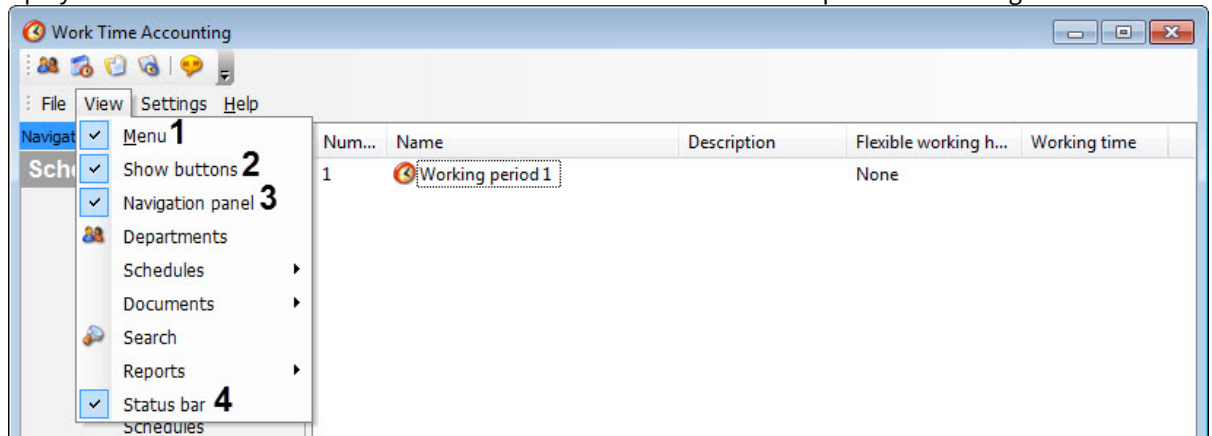 Work Time Accounting
File View Settings Help
Navigat
Num... Name Description Flexible working h... Working time
Menu 1
Sch
Show buttons 2
1 Working period 1 None
Navigation panel 3
Departments
Schedules
Documents
Search
Reports
Status bar 4
Schedules